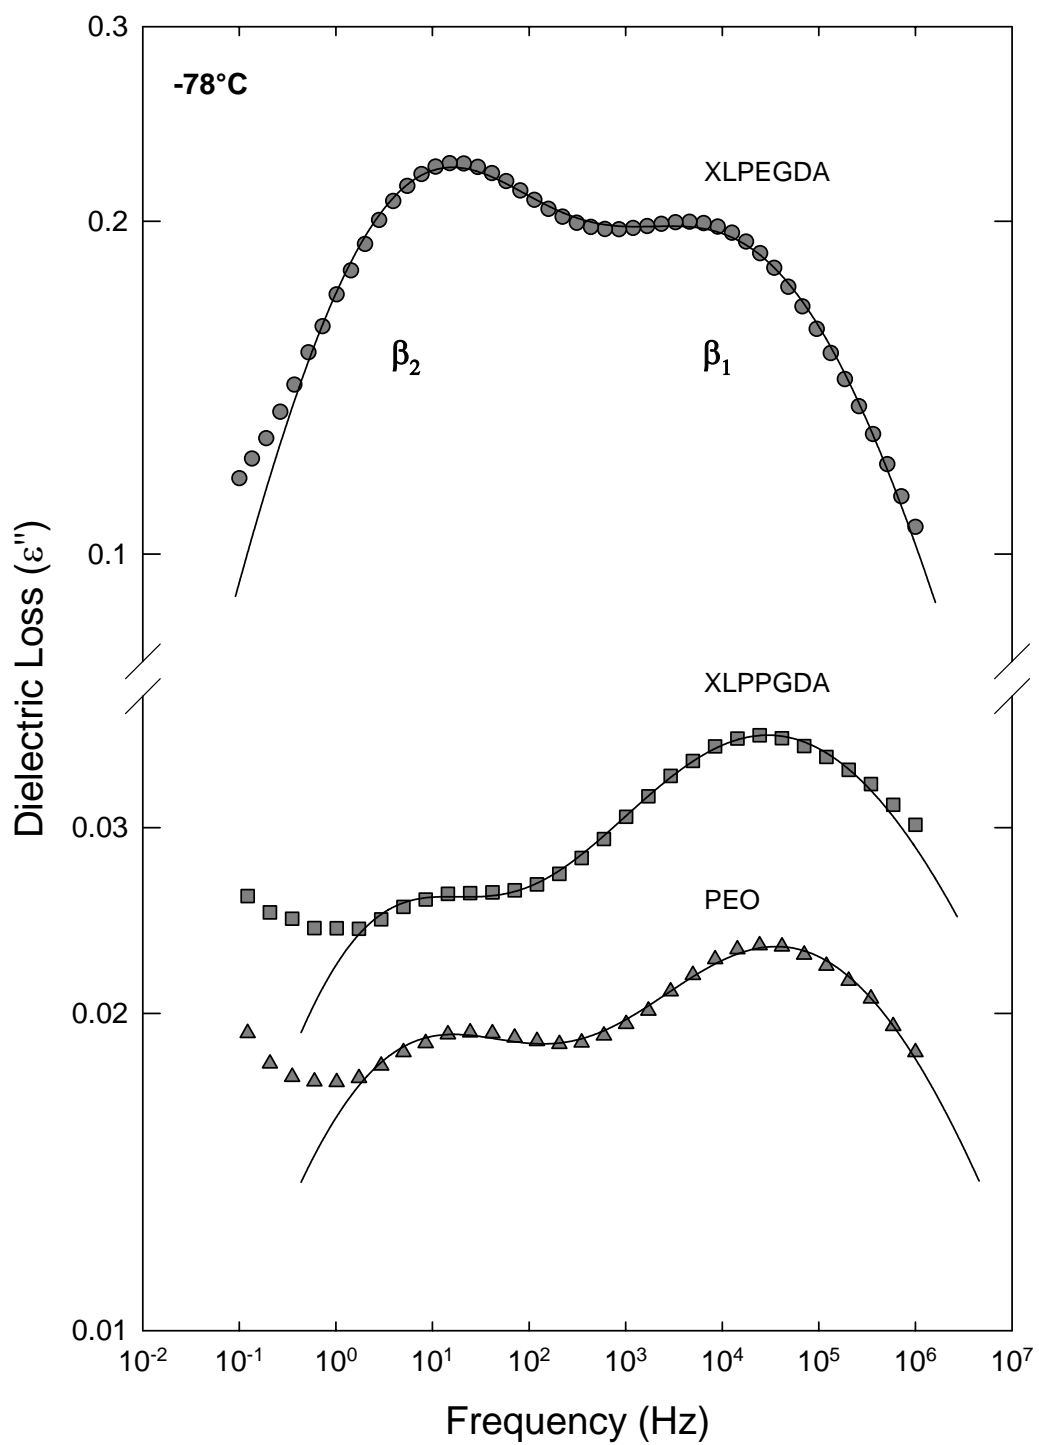 0.3
-78°C
XLPEGDA
0.2
β₂ β₁
0.1
Dielectric Loss (ε")
XLPPGDA
0.03
PEO
0.02
0.01
10⁻² 10⁻¹ 10⁰ 10¹ 10² 10³ 10⁴ 10⁵ 10⁶ 10⁷
Frequency (Hz)